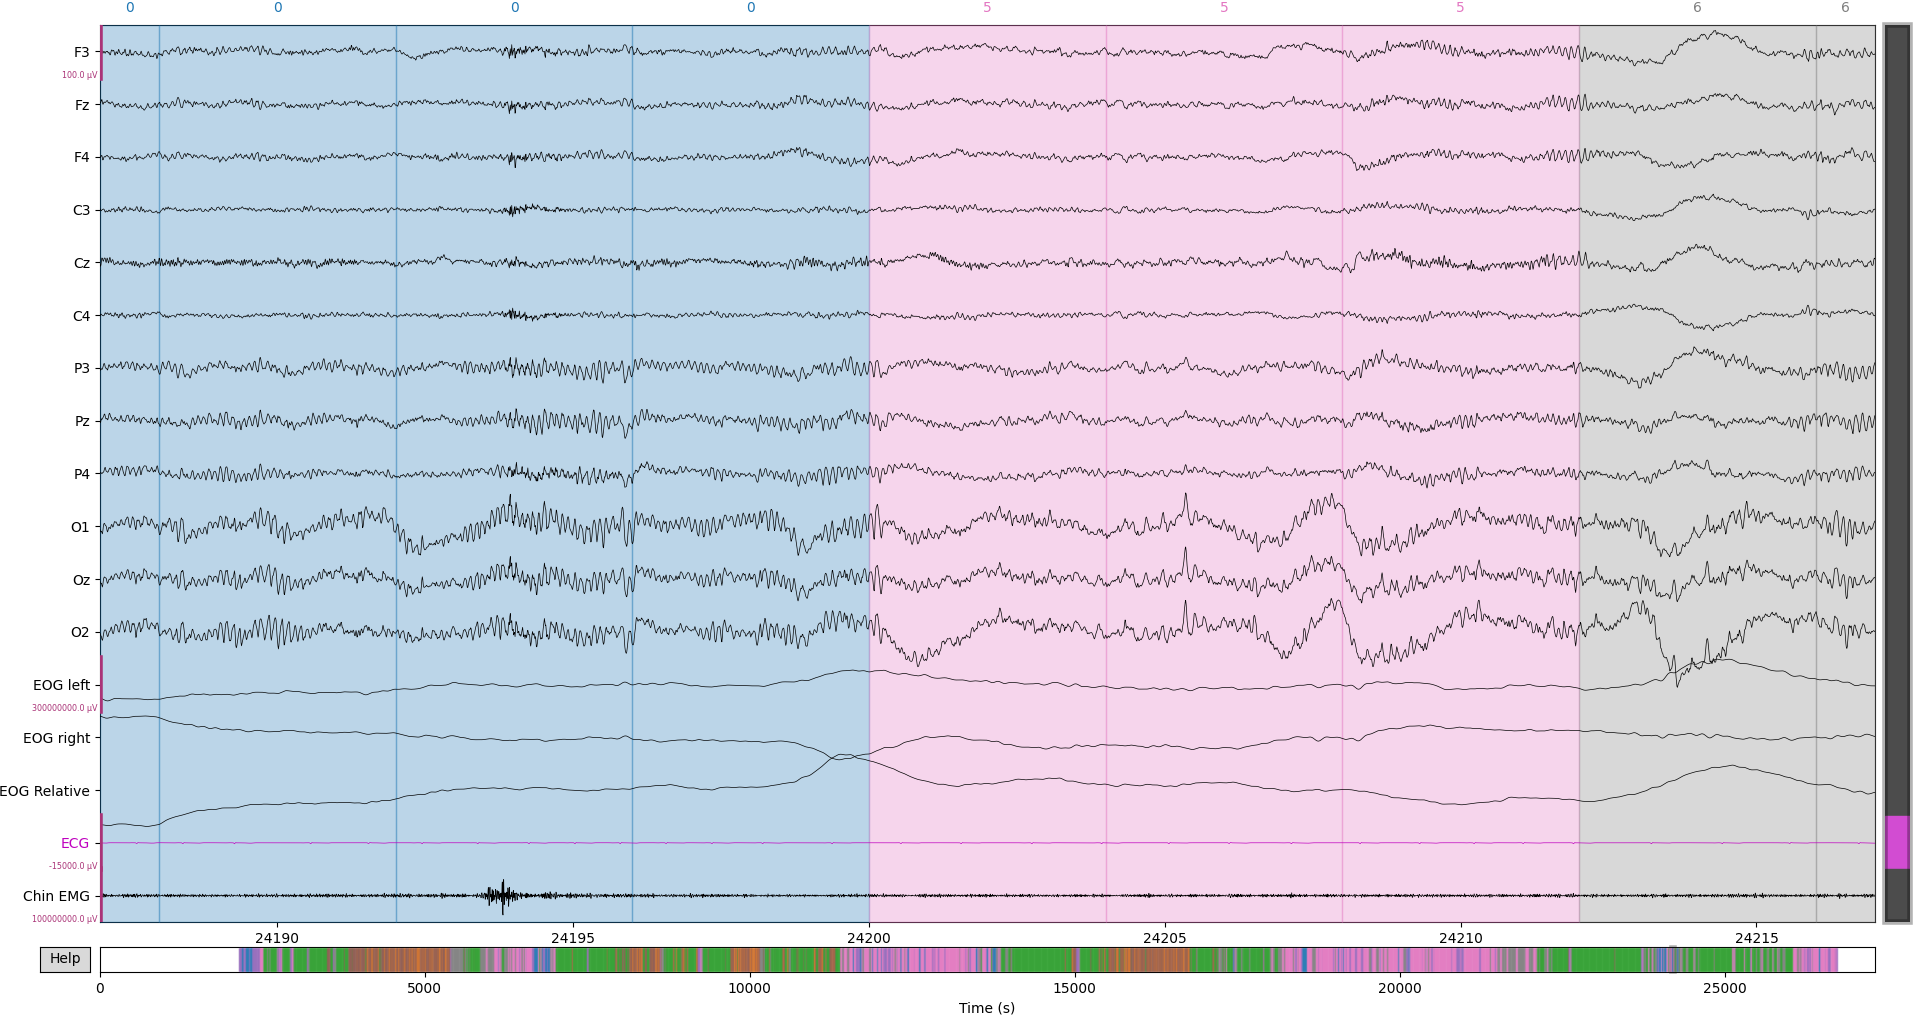 0 0 0 0 5 5 5 6 6
F3
100.0 µV
Fz
F4
C3
Cz
C4
P3
Pz
P4
O1
Oz
O2
EOG left
300000000.0 µV
EOG right
EOG Relative
ECG
-15000.0 µV
Chin EMG
100000000.0 µV
24190 24195 24200 24205 24210 24215
Help
0 5000 10000 15000 20000 25000
Time (s)